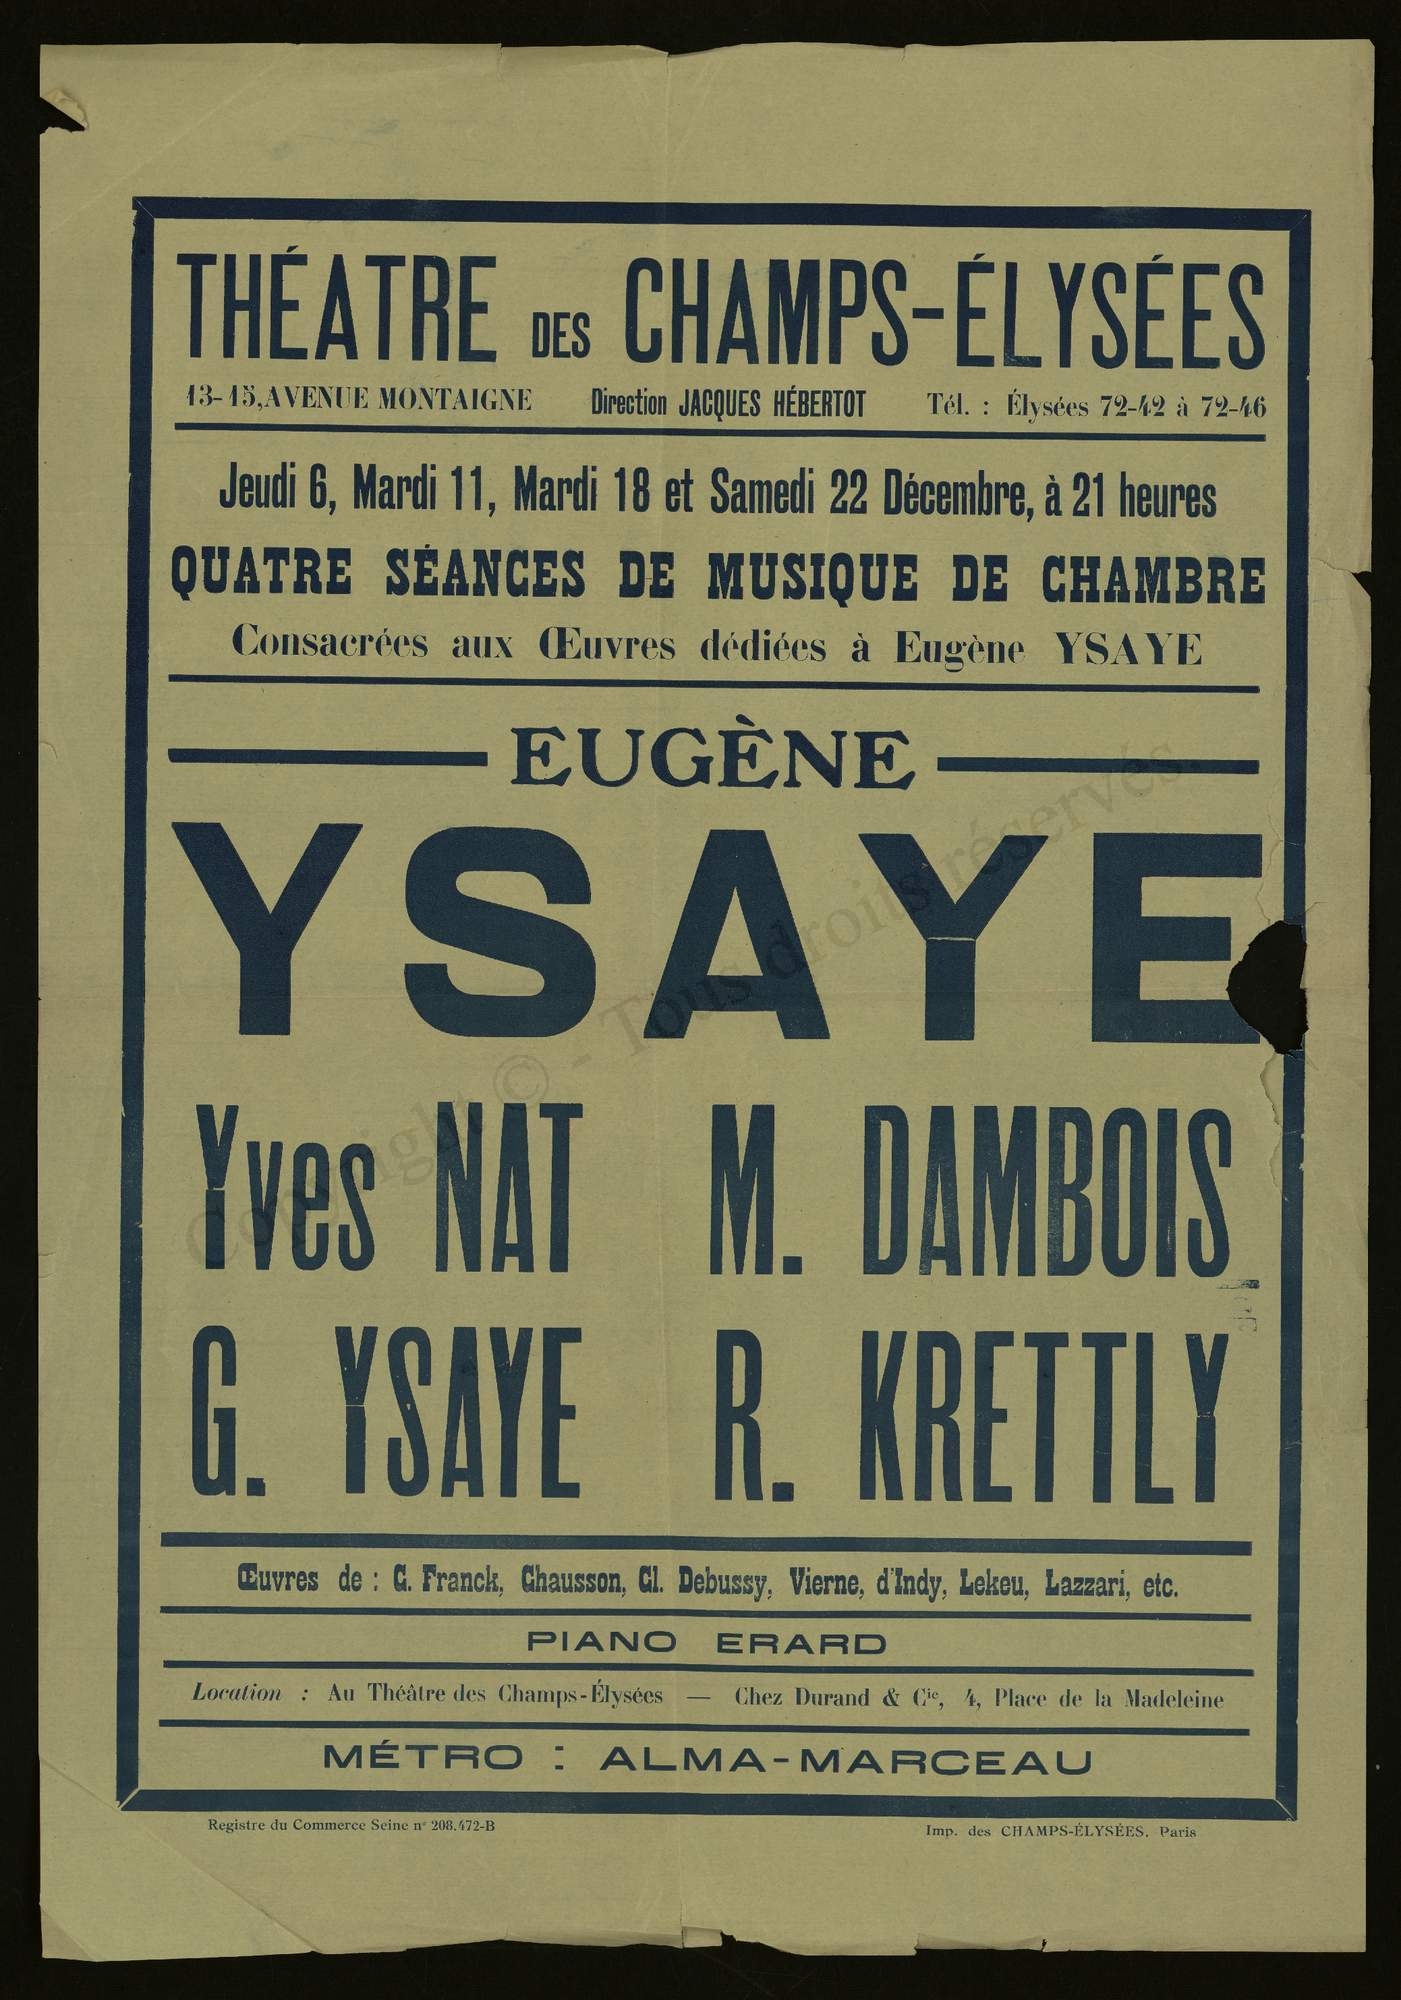 THÉATRE DES CHAMPS-ÉLYSÉES
13-15, AVENUE MONTAIGNE Direction JACQUES HÉBERTOT Tél. : Élysées 72-42 à 72-46
Jeudi 6, Mardi 11, Mardi 18 et Samedi 22 Décembre, à 21 heures
QUATRE SÉANCES DE MUSIQUE DE CHAMBRE
Consacrées aux Œuvres dédiées à Eugène YSAYE
EUGÈNE
YSAYE
Yves NAT M. DAMBOIS
G. YSAYE R. KRETTLY
Œuvres de : C. Franck, Chausson, Cl. Debussy, Vierne, d'Indy, Lekeu, Lazzari, etc.
PIANO ERARD
Location : Au Théâtre des Champs-Élysées — Chez Durand & Cie, 4, Place de la Madeleine
MÉTRO : ALMA-MARCEAU
Registre du Commerce Seine n° 208.472-B Imp. des CHAMPS-ÉLYSÉES. Paris
Copyright © - Tous droits réservés.